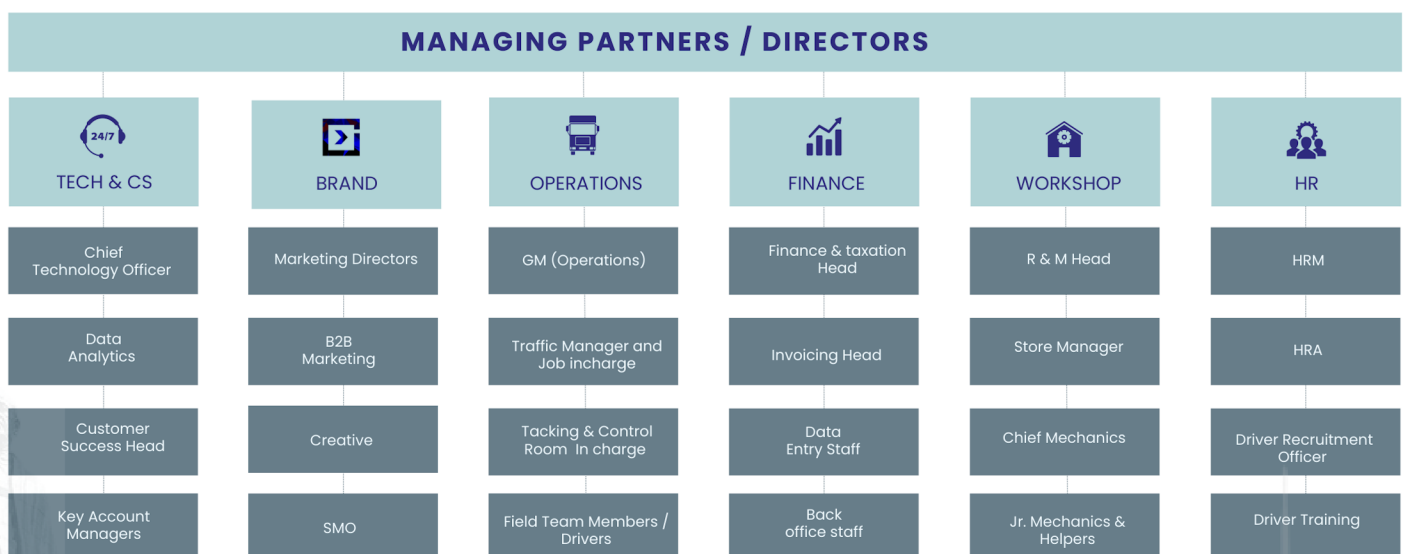 MANAGING PARTNERS / DIRECTORS
24/7
TECH & CS
BRAND
OPERATIONS
FINANCE
WORKSHOP
HR
Chief
Technology Officer
Marketing Directors
GM (Operations)
Finance & taxation
Head
R & M Head
HRM
Data
Analytics
B2B
Marketing
Traffic Manager and
Job incharge
Invoicing Head
Store Manager
HRA
Customer
Success Head
Creative
Tacking & Control
Room In charge
Data
Entry Staff
Chief Mechanics
Driver Recruitment
Officer
Key Account
Managers
SMO
Field Team Members /
Drivers
Back
office staff
Jr. Mechanics &
Helpers
Driver Training